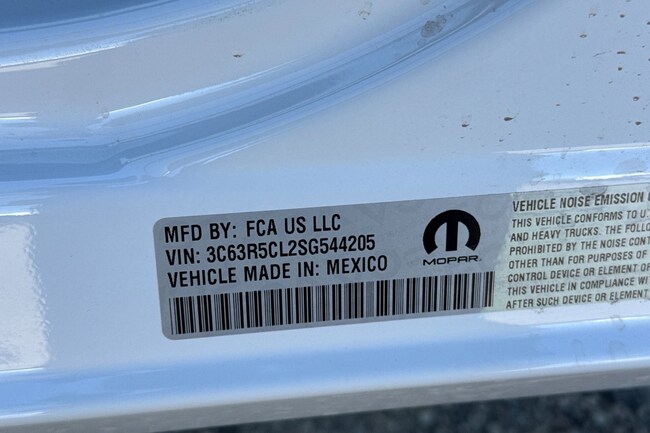 MFD BY: FCA US LLC
VIN: 3C63R5CL2SG544205
VEHICLE MADE IN: MEXICO
MOPAR
VEHICLE NOISE EMISSION
THIS VEHICLE CONFORMS TO U.
AND HEAVY TRUCKS. THE FOLLO
PROHIBITED BY THE NOISE CONT
OTHER THAN FOR PURPOSES OF
CONTROL DEVICE OR ELEMENT OF
THIS VEHICLE IN COMPLIANCE WI
AFTER SUCH DEVICE OR ELEMENT